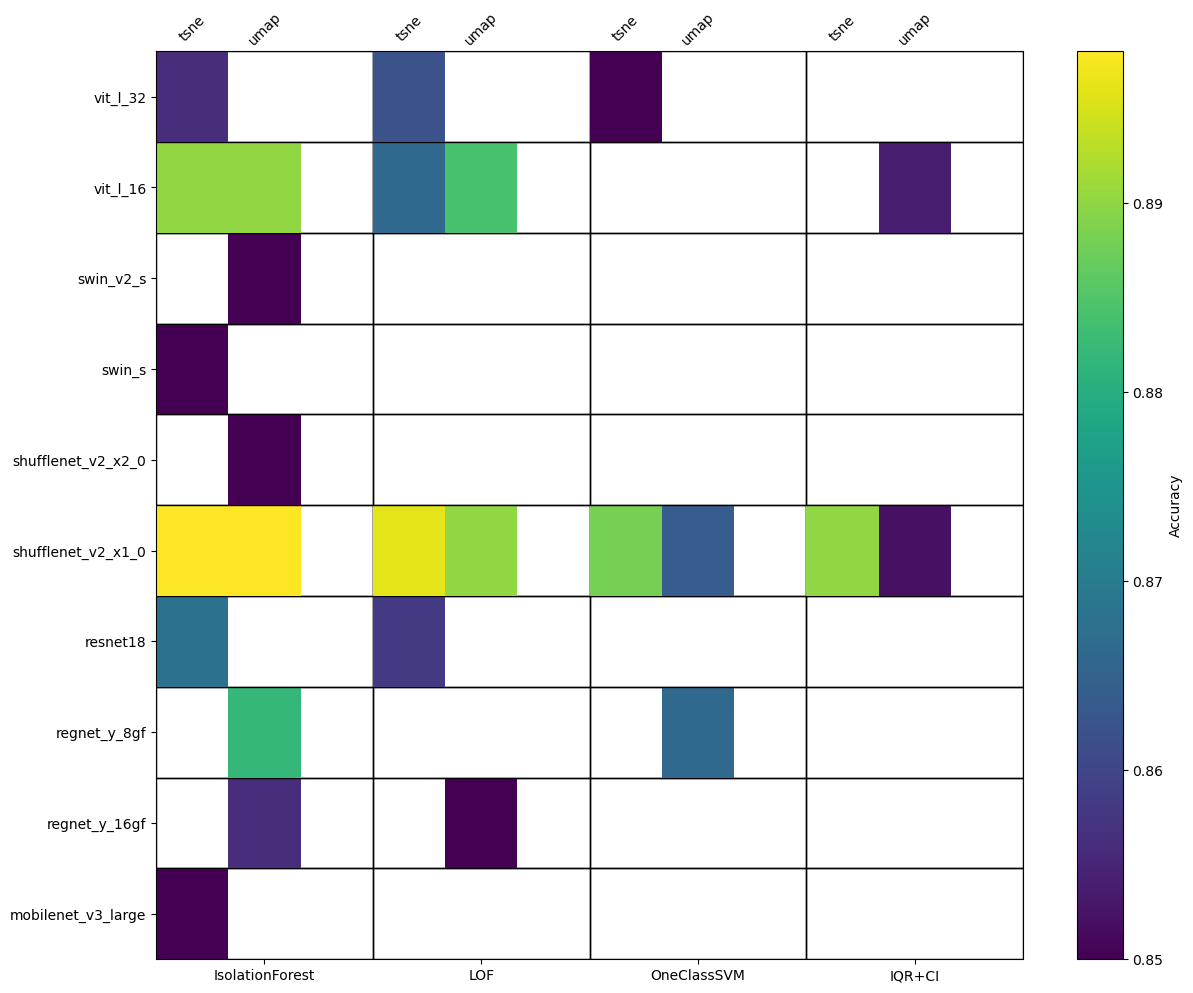 tsne umap tsne umap tsne umap tsne umap
vit_l_32
vit_l_16
swin_v2_s
swin_s
shufflenet_v2_x2_0
shufflenet_v2_x1_0
resnet18
regnet_y_8gf
regnet_y_16gf
mobilenet_v3_large
IsolationForest LOF OneClassSVM IQR+CI
0.89
0.88
0.87
0.86
0.85
Accuracy